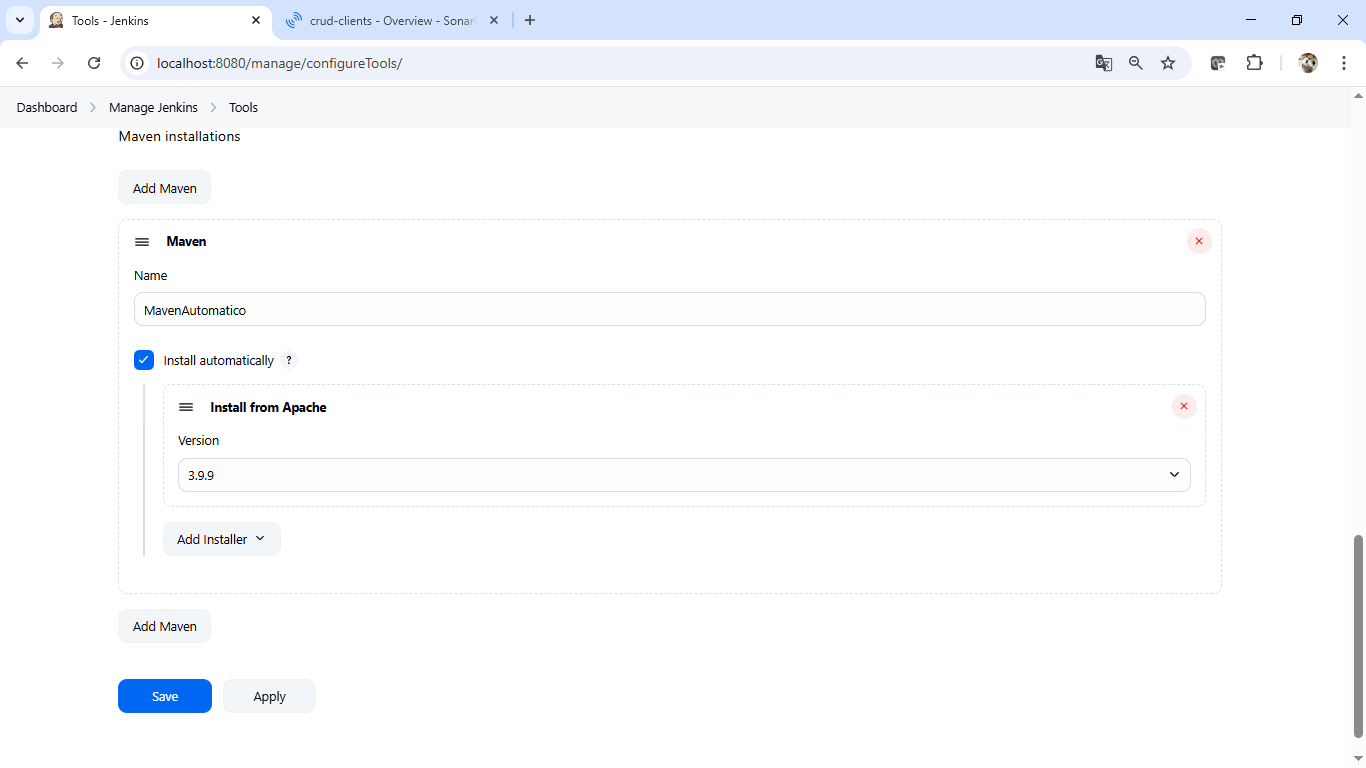 Tools - Jenkins
crud-clients - Overview - Sonar
localhost:8080/manage/configureTools/
Dashboard
Manage Jenkins
Tools
Maven installations
Add Maven
Maven
Name
MavenAutomatico
Install automatically ?
Install from Apache
Version
3.9.9
Add Installer
Add Maven
Save
Apply